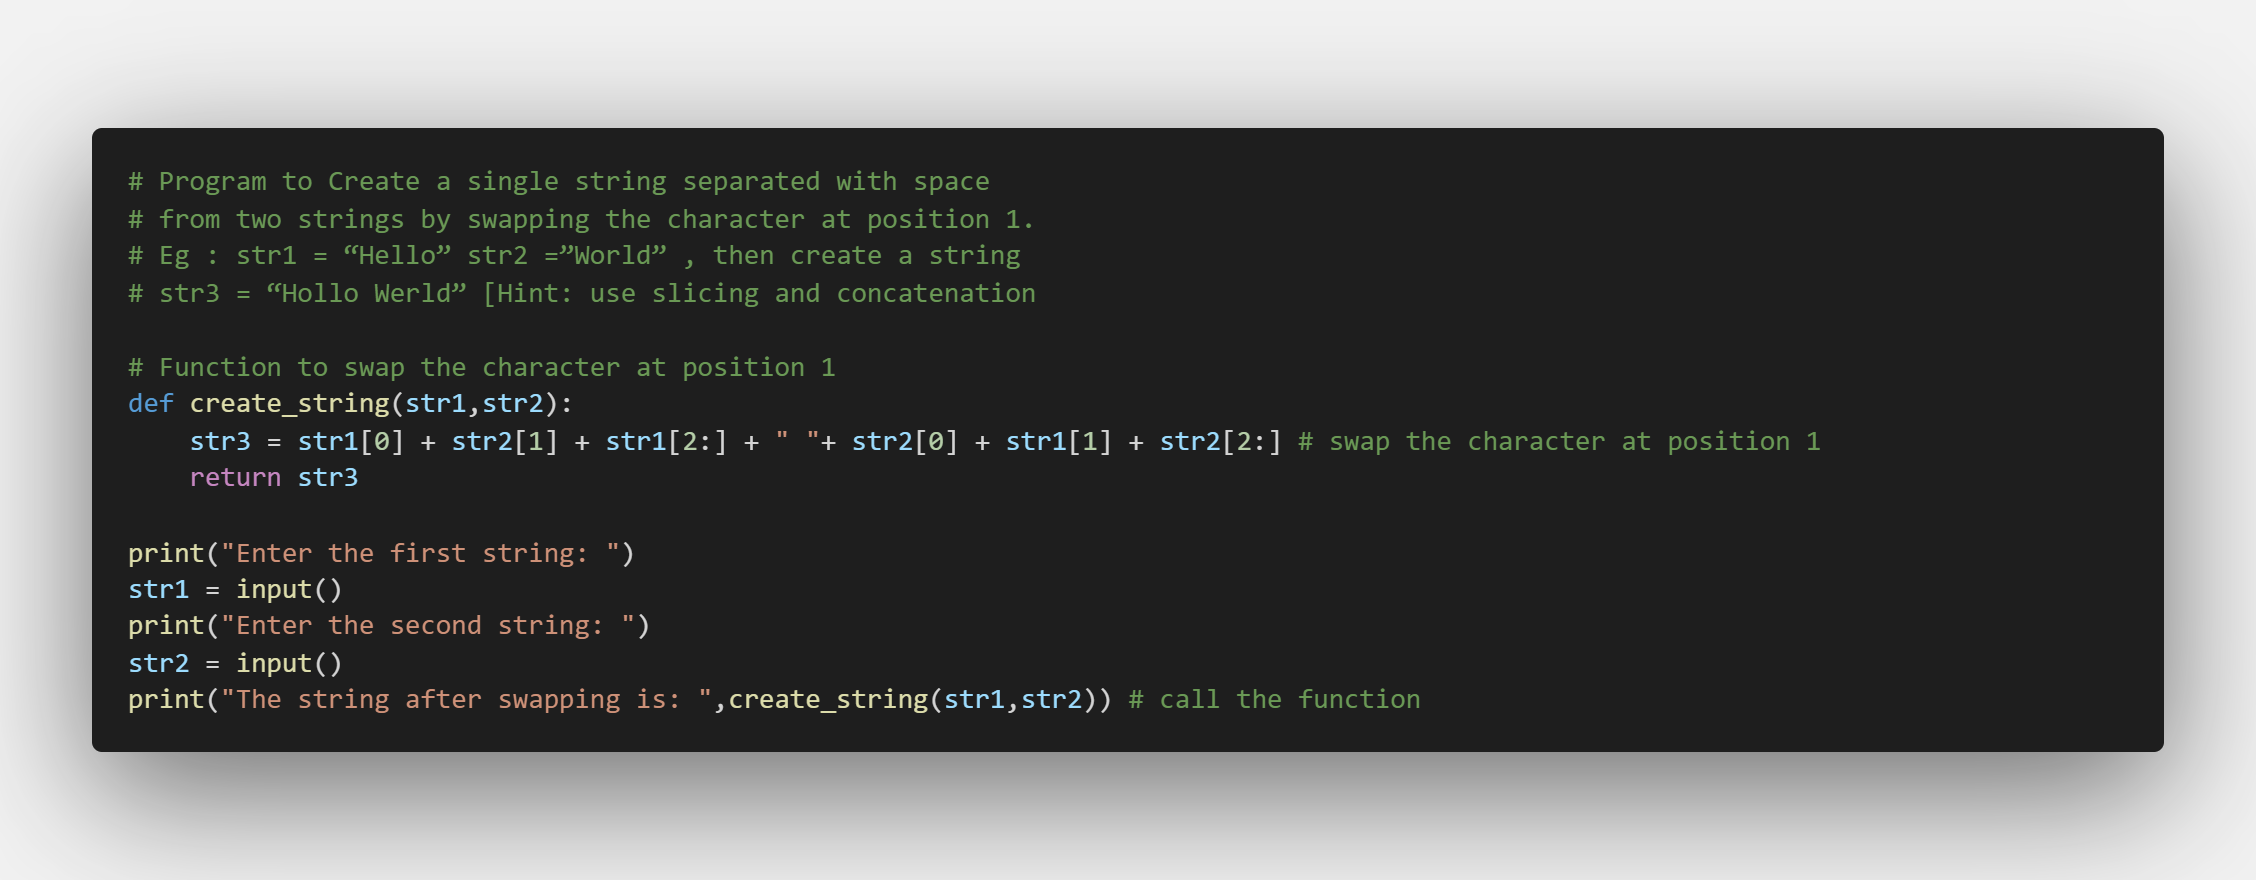 # Program to Create a single string separated with space
# from two strings by swapping the character at position 1.
# Eg : str1 = “Hello” str2 =”World” , then create a string
# str3 = “Hollo Werld” [Hint: use slicing and concatenation
# Function to swap the character at position 1
def create_string(str1,str2):
    str3 = str1[0] + str2[1] + str1[2:] + " "+ str2[0] + str1[1] + str2[2:] # swap the character at position 1
    return str3
print("Enter the first string: ")
str1 = input()
print("Enter the second string: ")
str2 = input()
print("The string after swapping is: ",create_string(str1,str2)) # call the function